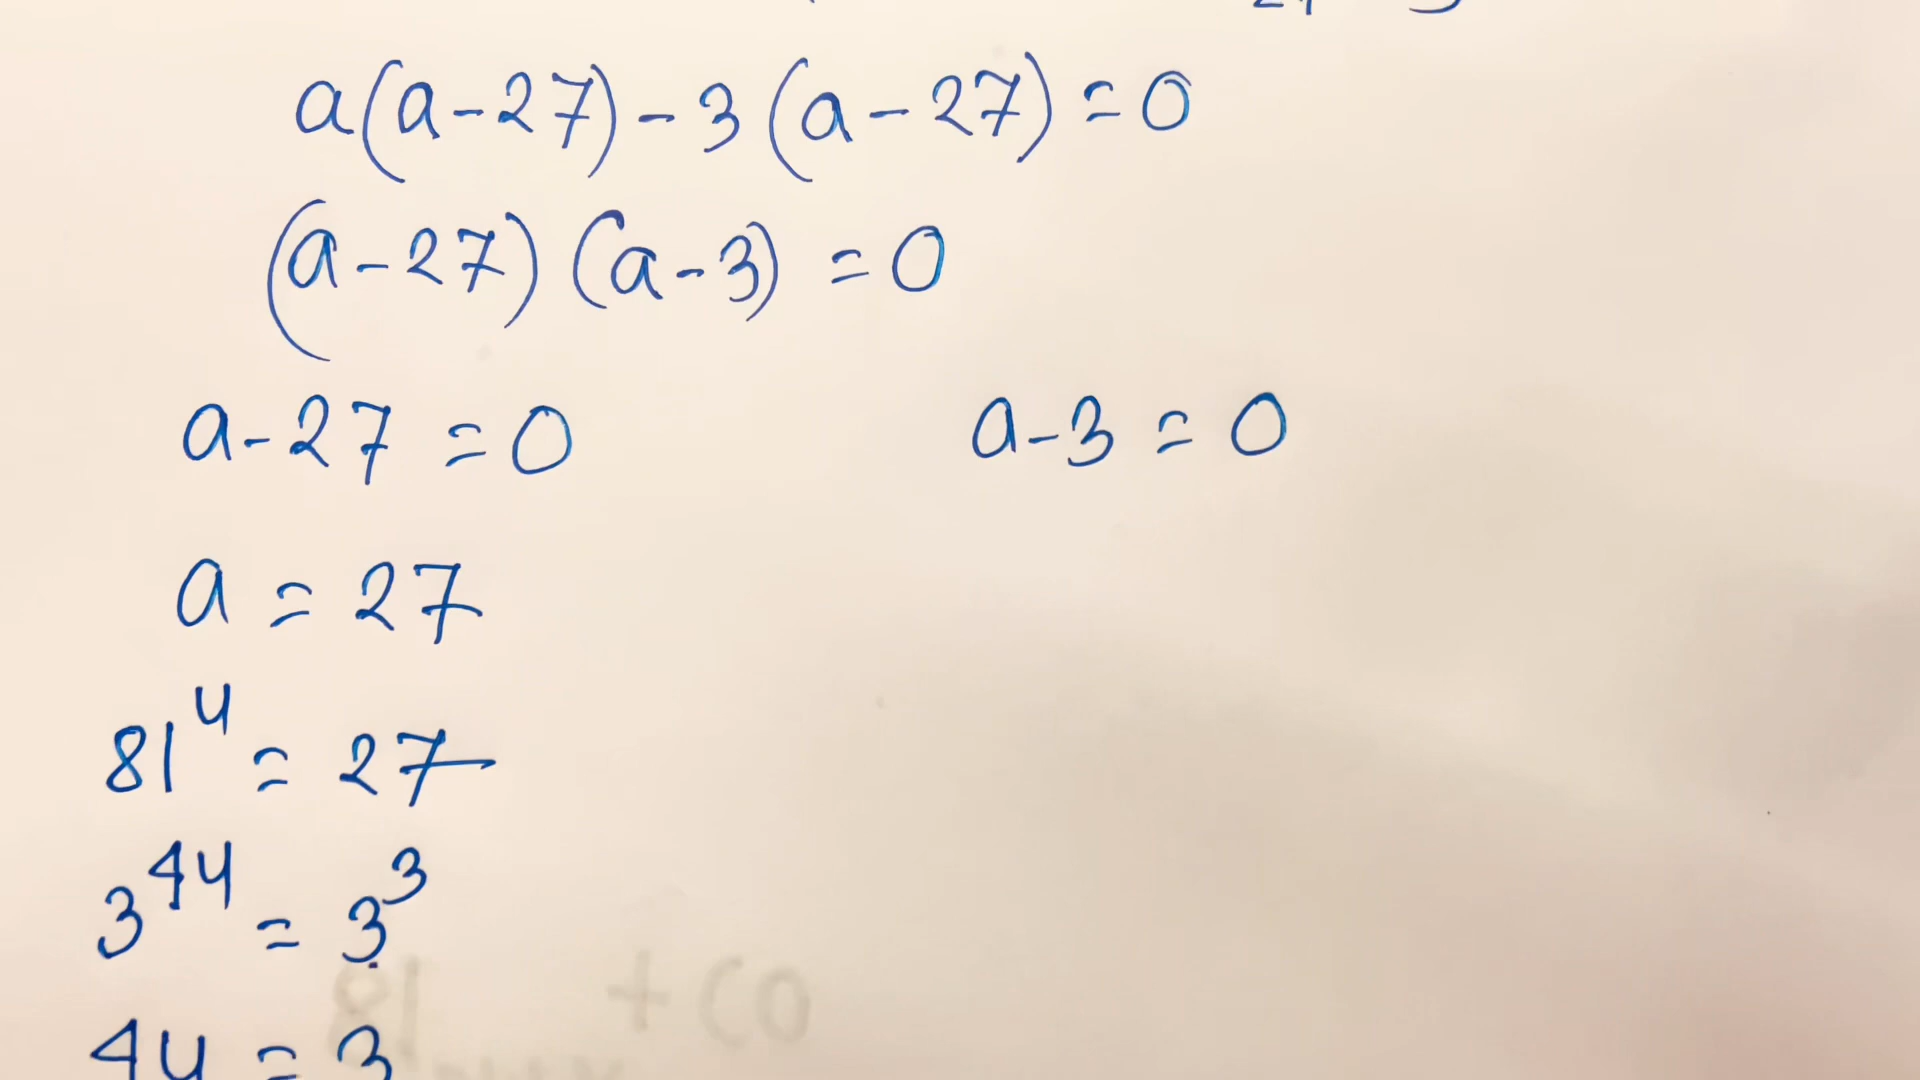 a(a-27)-3(a-27)=0
(a-27)(a-3)=0
a-27=0 a-3=0
a=27
81^u=27
3^4u=3^3
4u=3